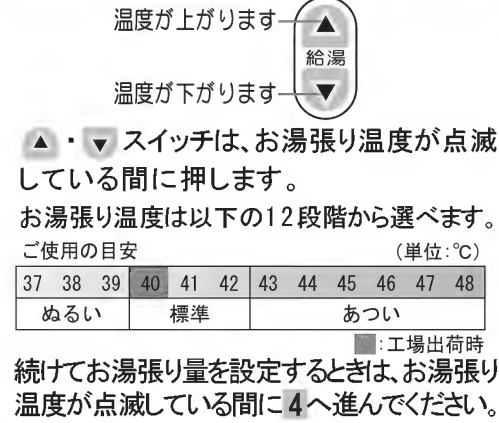 温度が上がります
▲
給湯
▼
温度が下がります
▲・▼ スイッチは、お湯張り温度が点滅
している間に押します。
お湯張り温度は以下の12段階から選べます。
ご使用の目安 (単位:℃)
37 38 39 40 41 42 43 44 45 46 47 48
ぬるい 標準 あつい
:工場出荷時
続けてお湯張り量を設定するときは、お湯張り
温度が点滅している間に 4 へ進んでください。